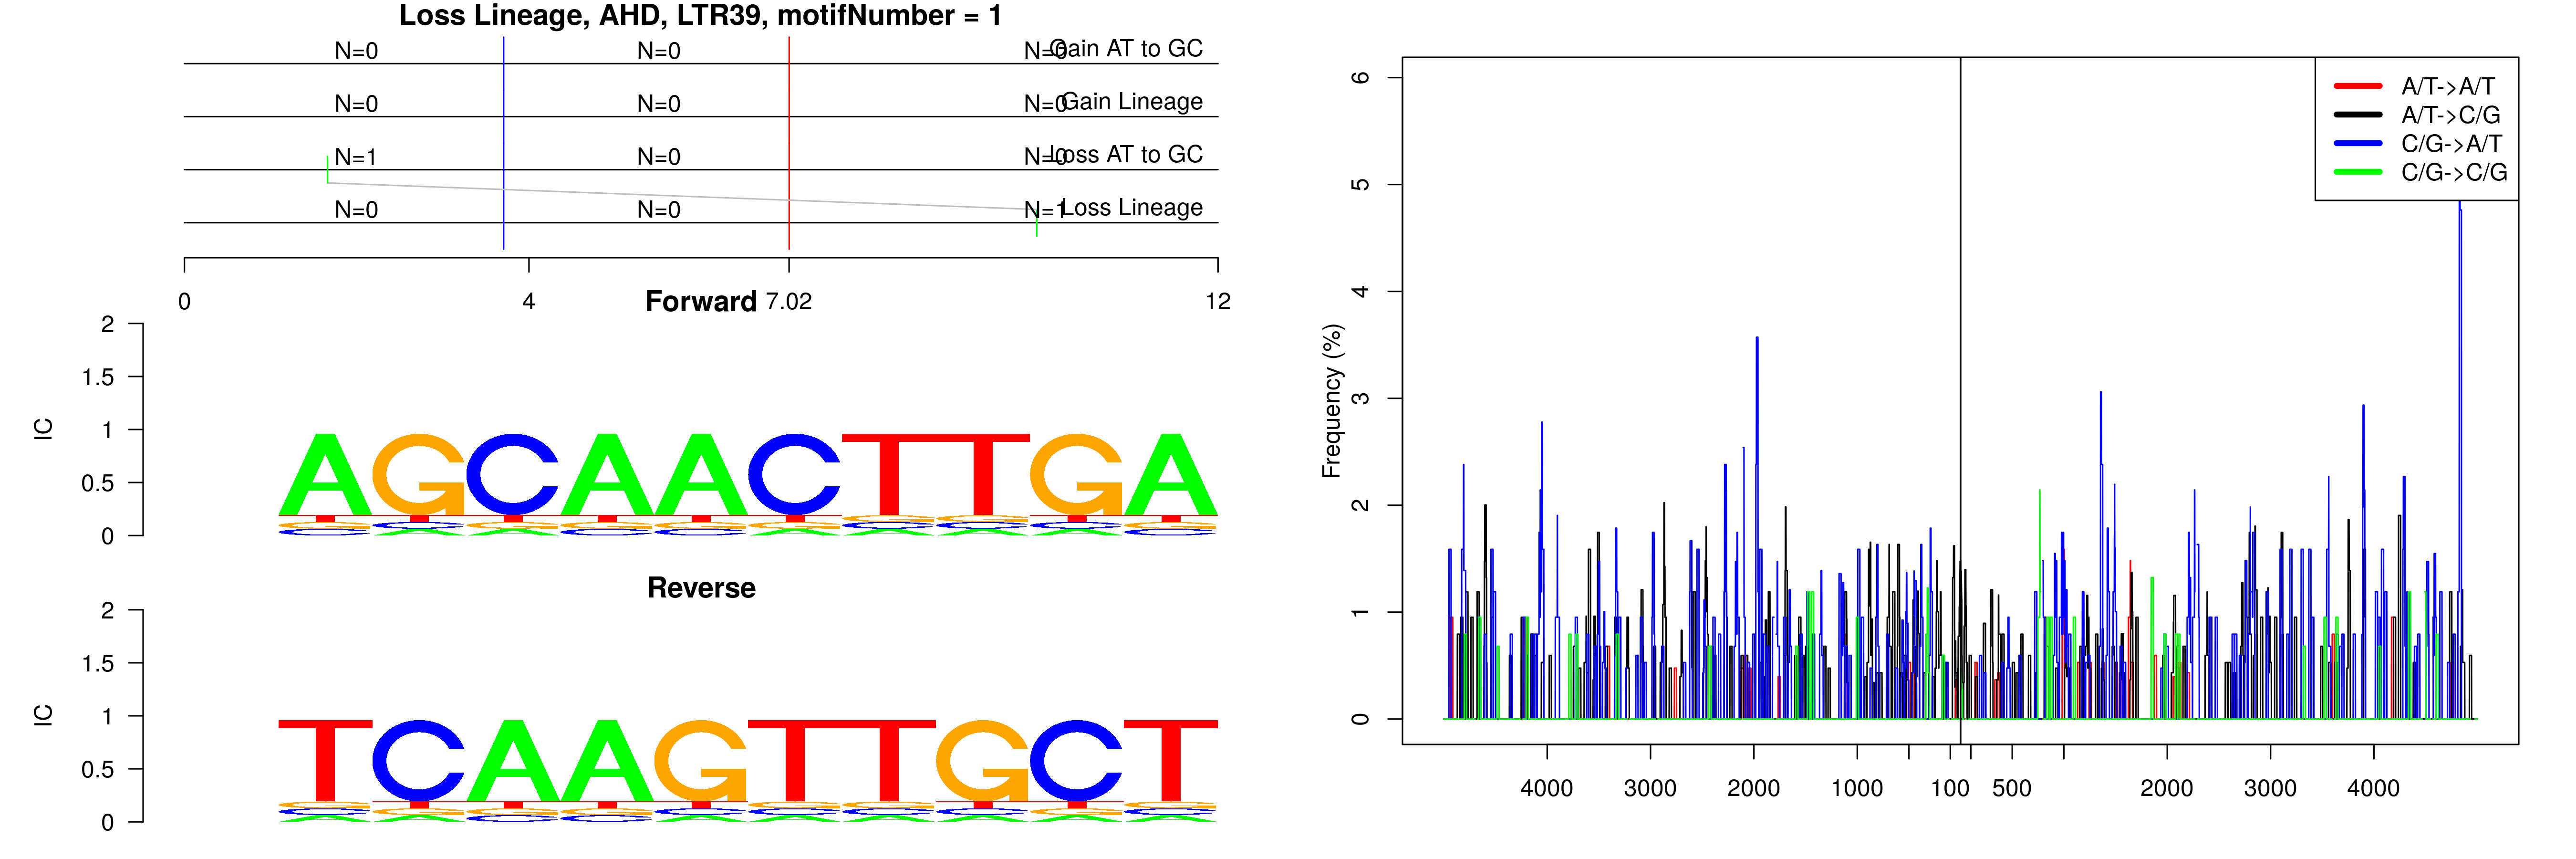 Loss Lineage, AHD, LTR39, motifNumber = 1
N=0 N=0 N=0 Gain AT to GC
N=0 N=0 N=0 Gain Lineage
N=1 N=0 N=0 Loss AT to GC
N=0 N=0 N=1 Loss Lineage
0 4 7.02 12
Forward
2
1.5
1
0.5
0
IC
AGCAACTTGA
Reverse
2
1.5
1
0.5
0
IC
TCAAGTTGCT
6
5
4
3
2
1
0
Frequency (%)
A/T->A/T
A/T->C/G
C/G->A/T
C/G->C/G
4000 3000 2000 1000 100 500 2000 3000 4000